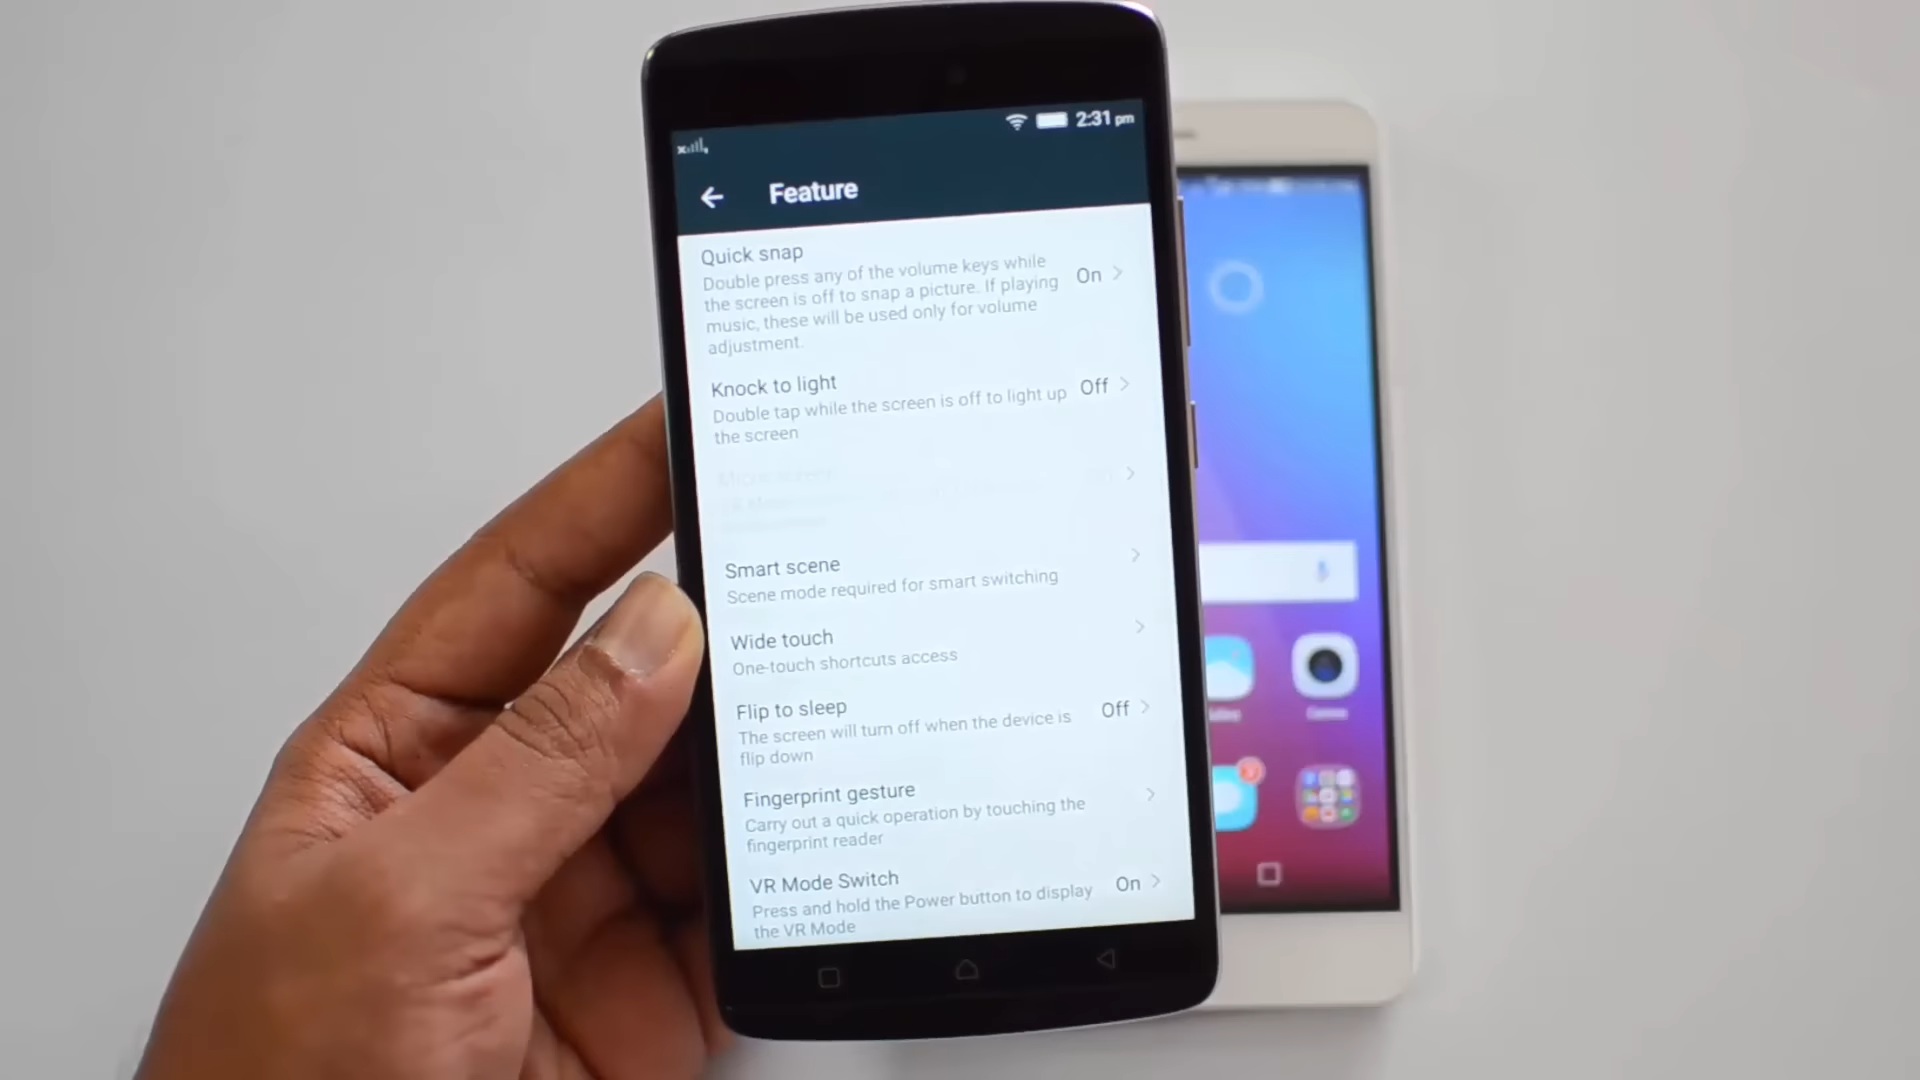 2:31 pm
Feature
Quick snap
Double press any of the volume keys while
the screen is off to snap a picture. If playing
music, these will be used only for volume
adjustment.
On
Knock to light
Double tap while the screen is off to light up
the screen
Off
Smart scene
Scene mode required for smart switching
Wide touch
One-touch shortcuts access
Flip to sleep
The screen will turn off when the device is
flip down
Off
Fingerprint gesture
Carry out a quick operation by touching the
fingerprint reader
VR Mode Switch
Press and hold the Power button to display
the VR Mode
On